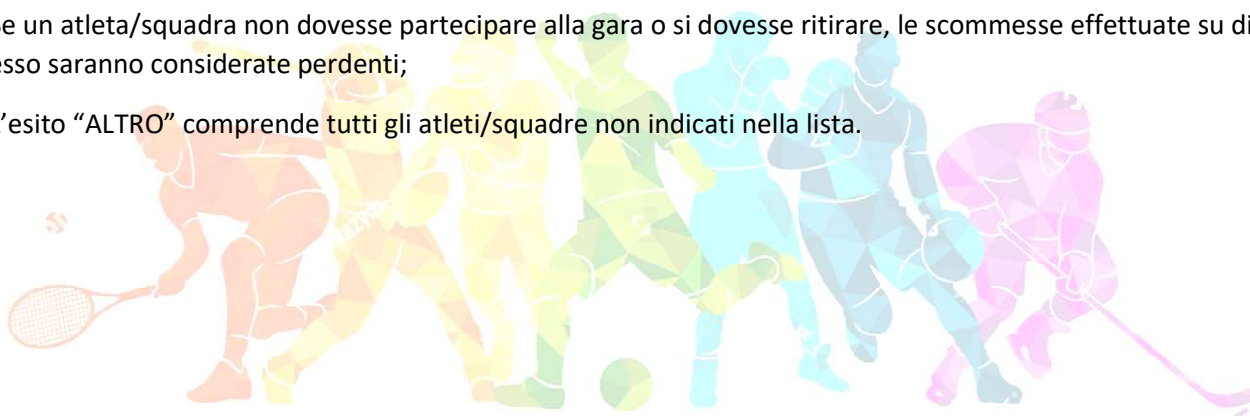 e un atleta/squadra non dovesse partecipare alla gara o si dovesse ritirare, le scommesse effettuate su di
esso saranno considerate perdenti;
’esito “ALTRO” comprende tutti gli atleti/squadre non indicati nella lista.